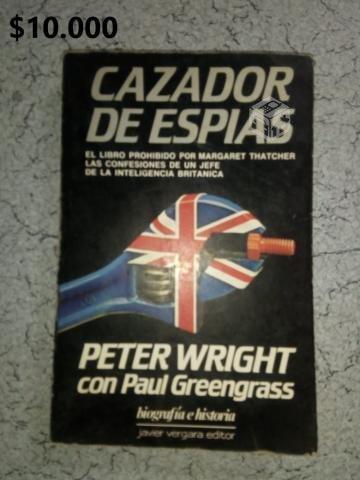 $10.000
CAZADOR
DE ESPIAS
EL LIBRO PROHIBIDO POR MARGARET THATCHER
LAS CONFESIONES DE UN JEFE
DE LA INTELIGENCIA BRITANICA
PETER WRIGHT
con Paul Greengrass
biografía e historia
javier vergara editor